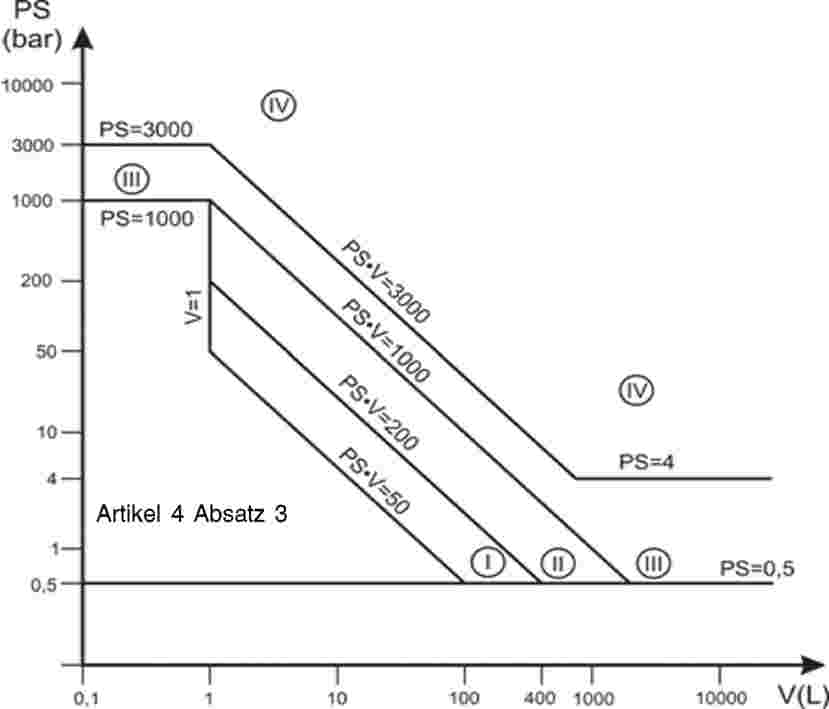 PS
(bar)
10000
IV
PS=3000
3000
III
1000
PS=1000
PS•V=3000
200
V=1
PS•V=1000
50
PS•V=200
IV
10
PS•V=50
PS=4
4
Artikel 4 Absatz 3
1
I
II
III
PS=0,5
0,5
0,1
1
10
100
400
1000
10000
V(L)